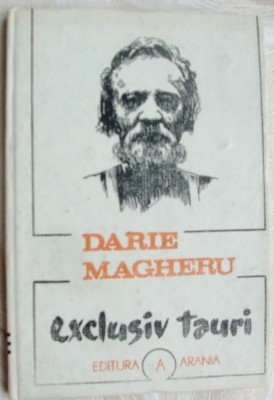 DARIE
MAGHERU
exclusiv tauri
EDITURA A ARANIA